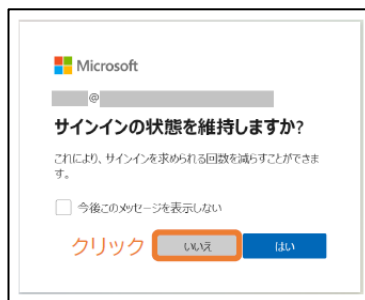 Microsoft
@
サインインの状態を維持しますか?
これにより、サインインを求められる回数を減らすことができま
す。
今後このメッセージを表示しない
クリック いいえ はい